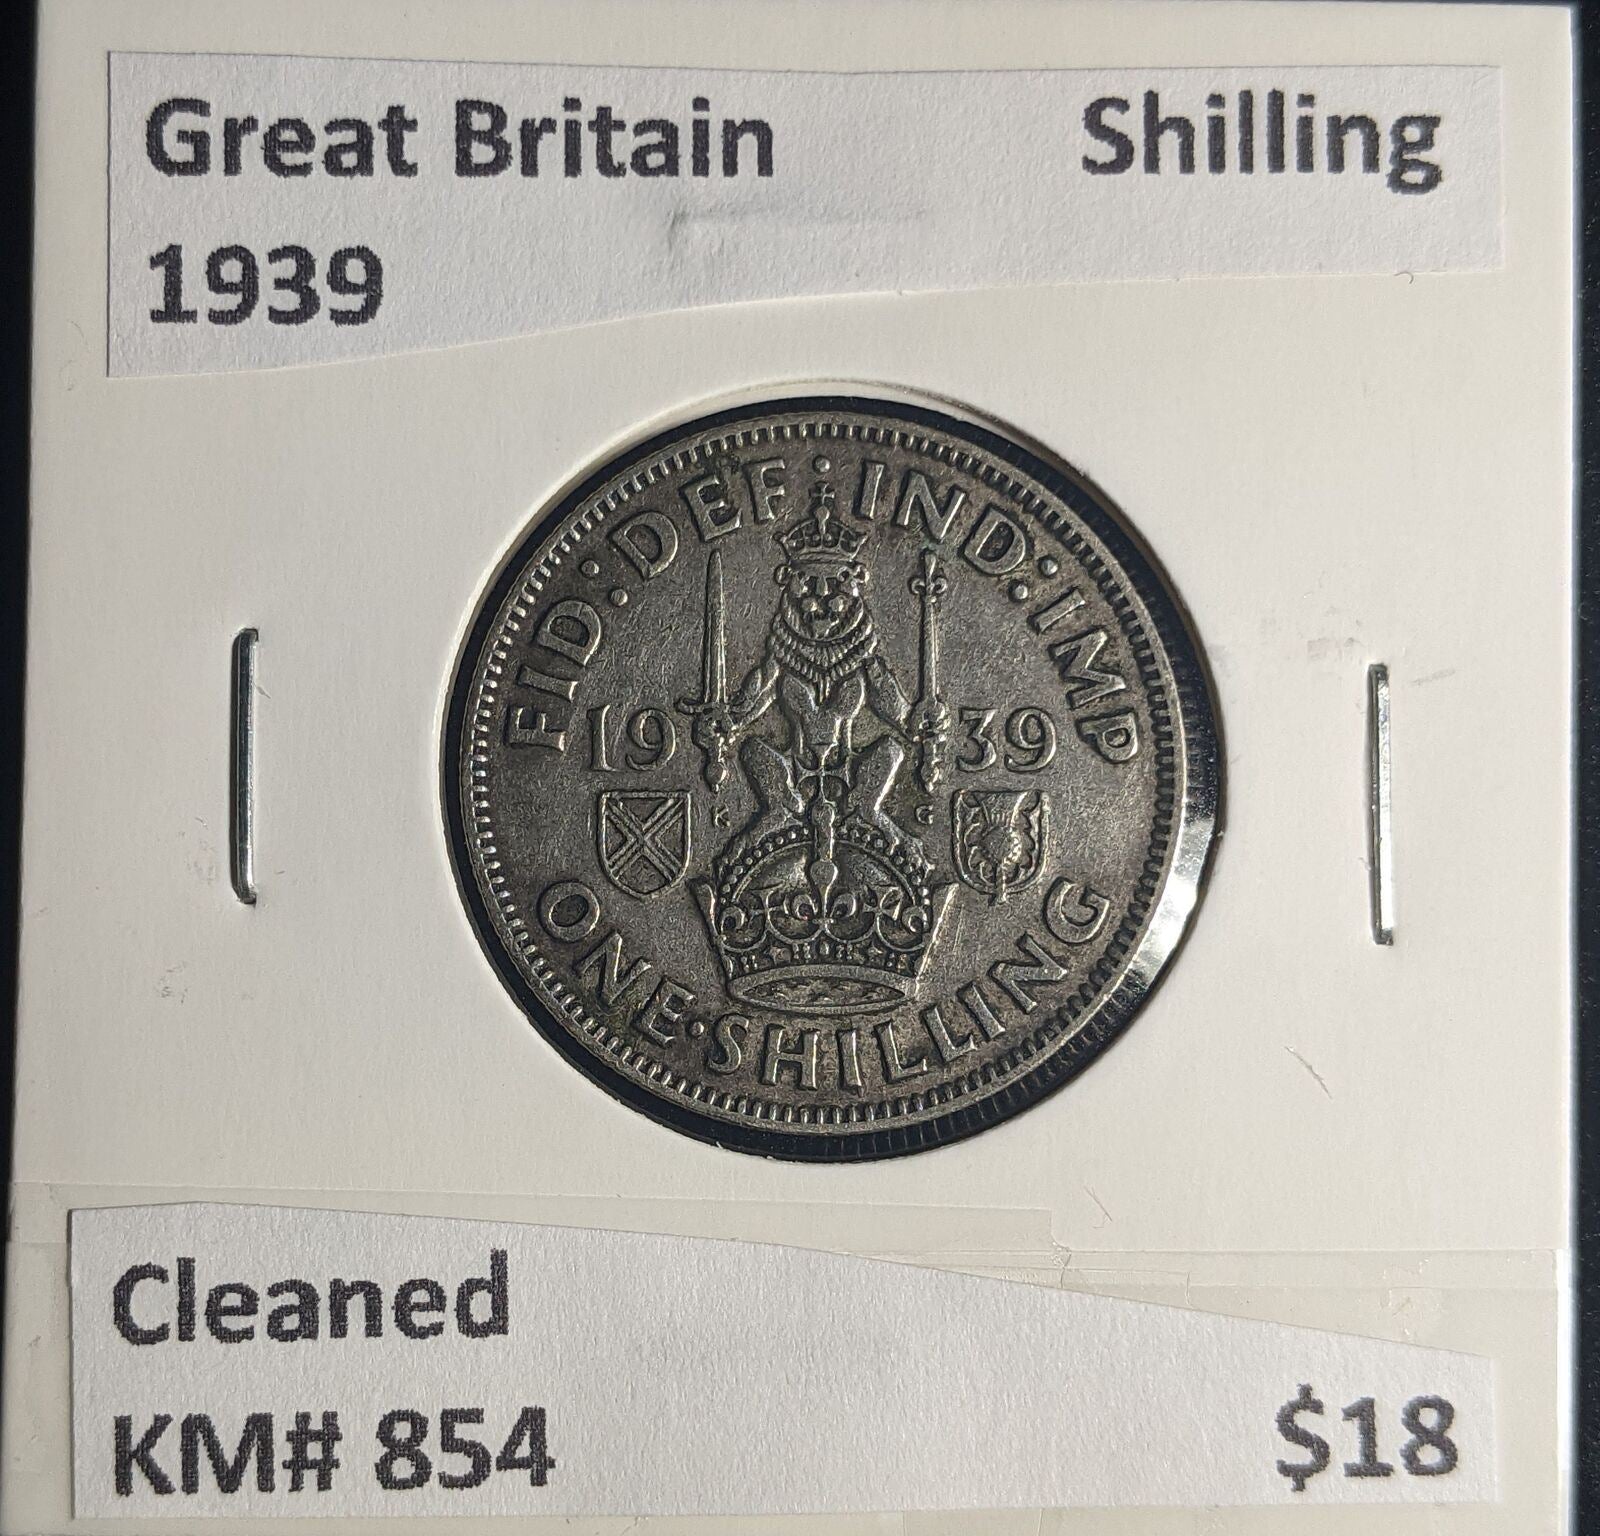 Great Britain Shilling
1939
FID: DEF: IND: IMP
19 39
K G
ONE·SHILLING
Cleaned
KM# 854 $18